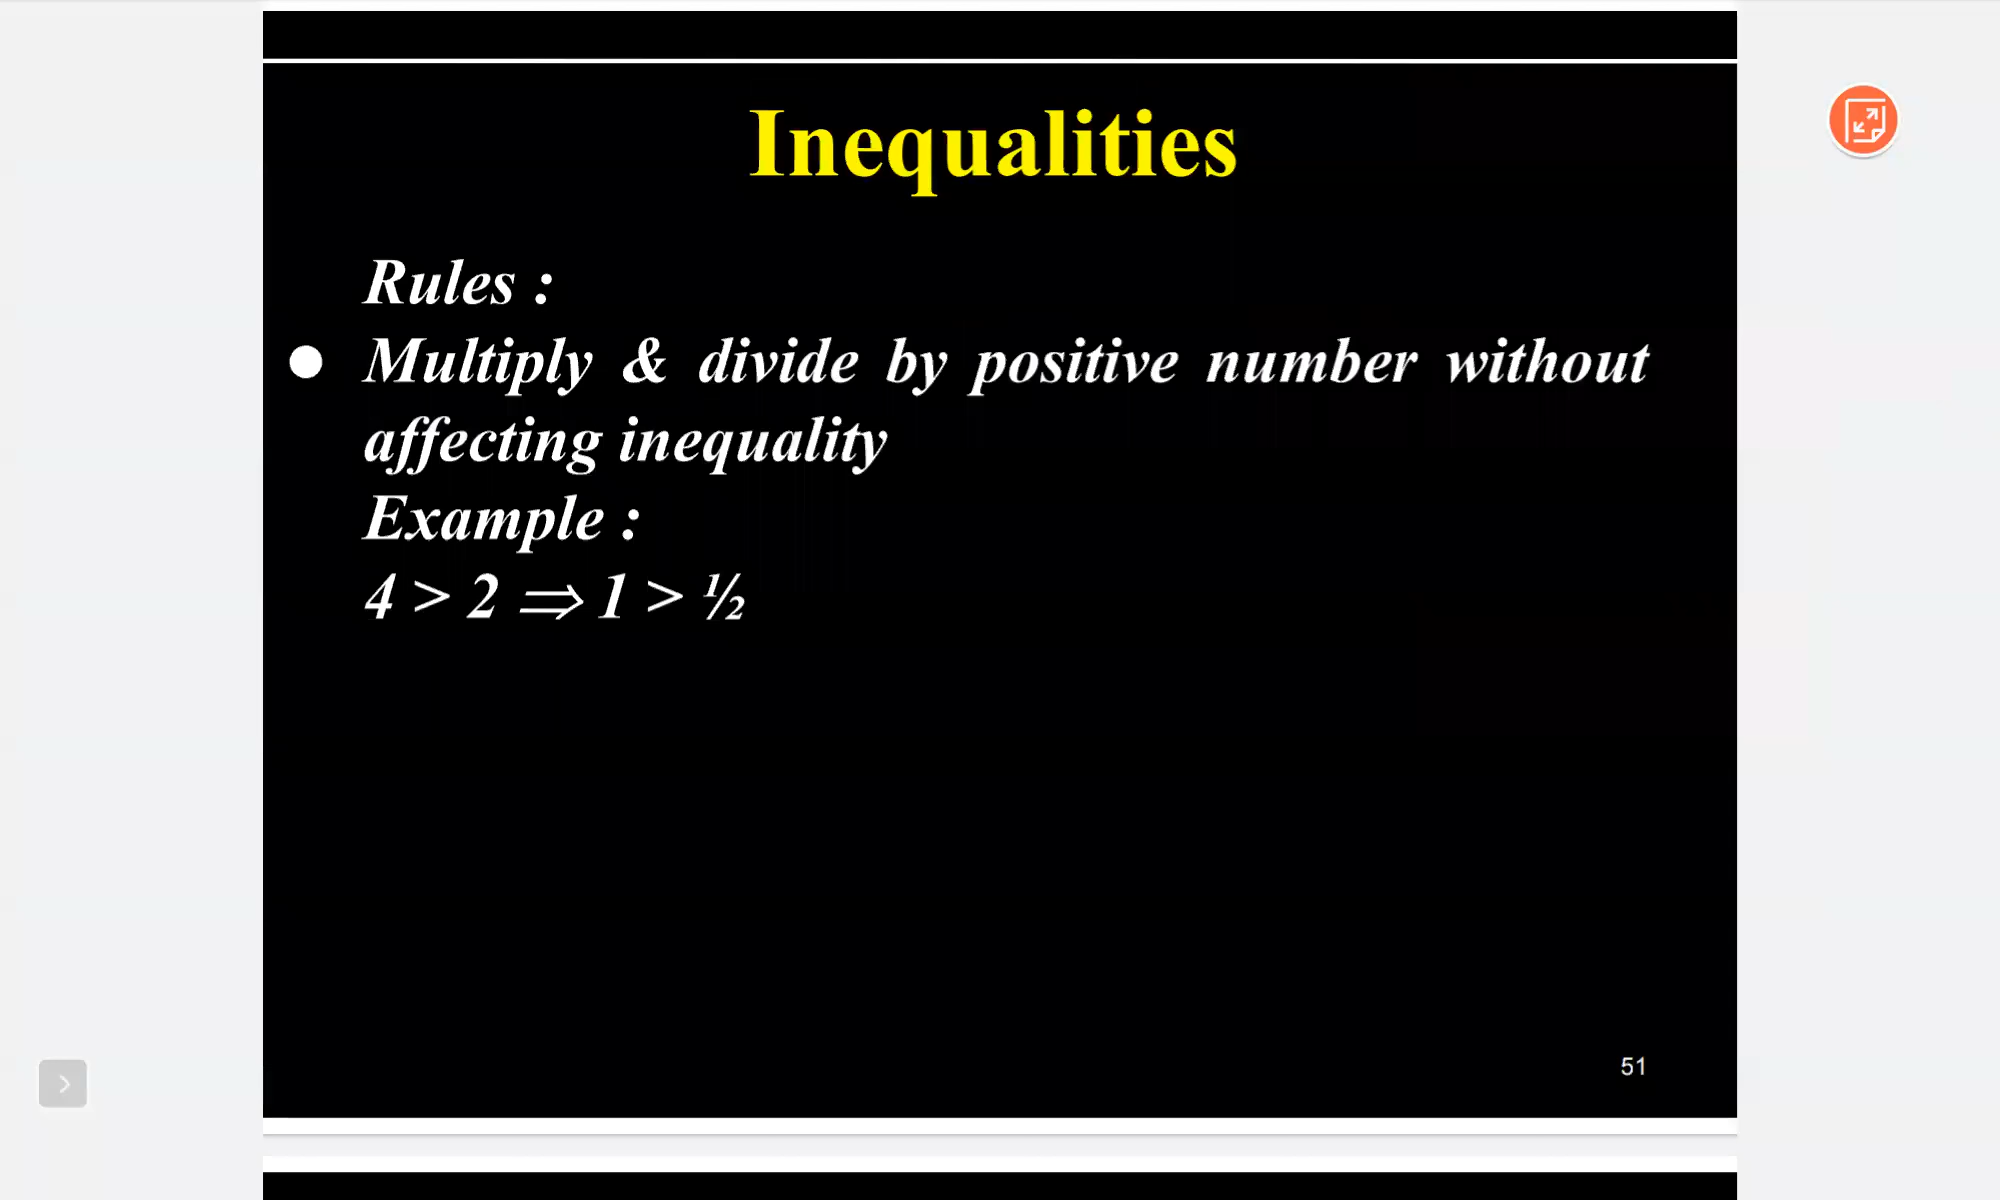 Inequalities
Rules :
● Multiply & divide by positive number without
affecting inequality
Example :
4 > 2 ⇒ 1 > ½
51